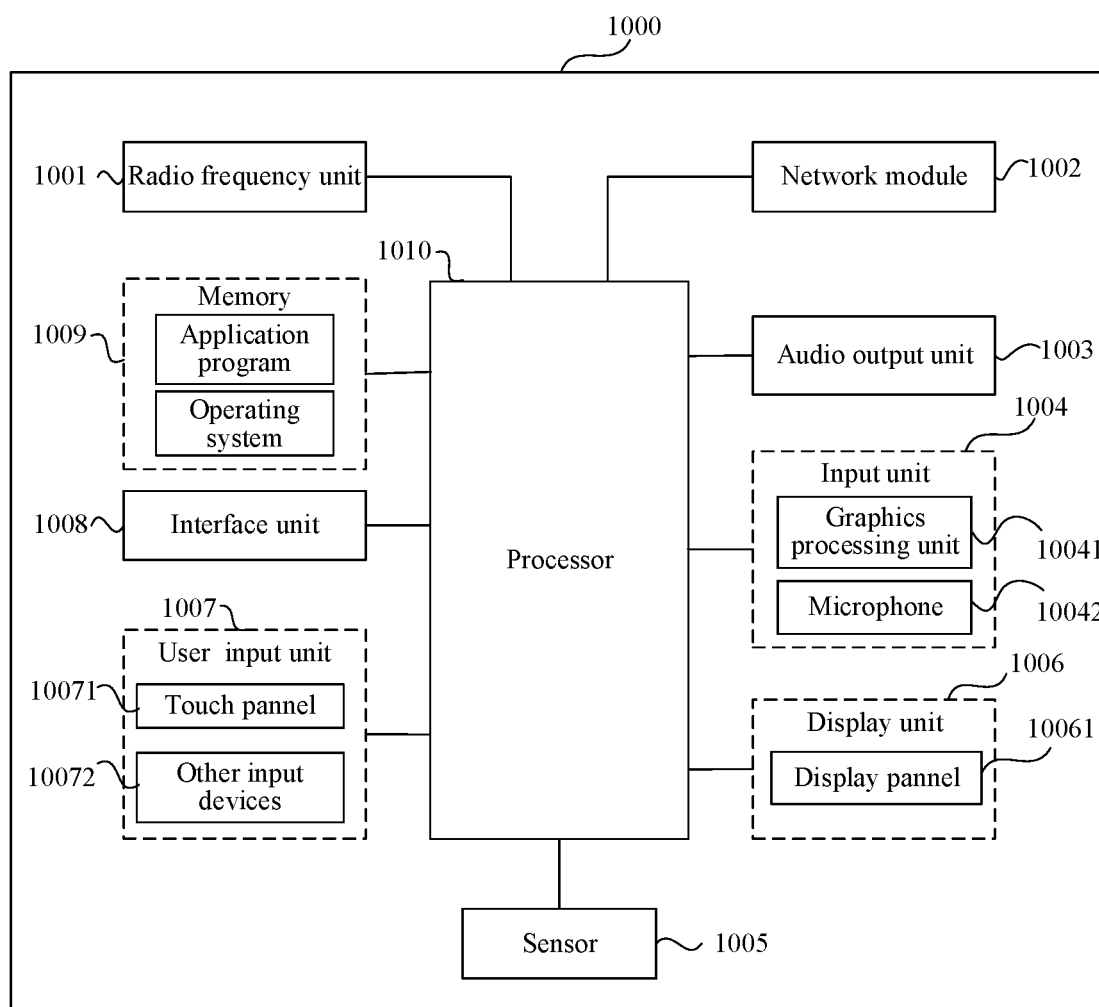 1000
1001
Radio frequency unit
Network module
1002
1010
Memory
1009
Application
program
Operating
system
Audio output unit
1003
1004
Input unit
Graphics
processing unit
10041
Microphone
10042
1008
Interface unit
Processor
1007
User input unit
10071
Touch pannel
10072
Other input
devices
1006
Display unit
10061
Display pannel
Sensor
1005